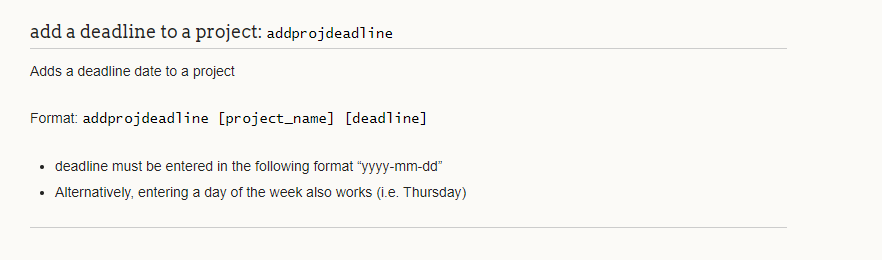 add a deadline to a project: addprojdeadline
Adds a deadline date to a project
Format: addprojdeadline [project_name] [deadline]
• deadline must be entered in the following format “yyyy-mm-dd”
• Alternatively, entering a day of the week also works (i.e. Thursday)